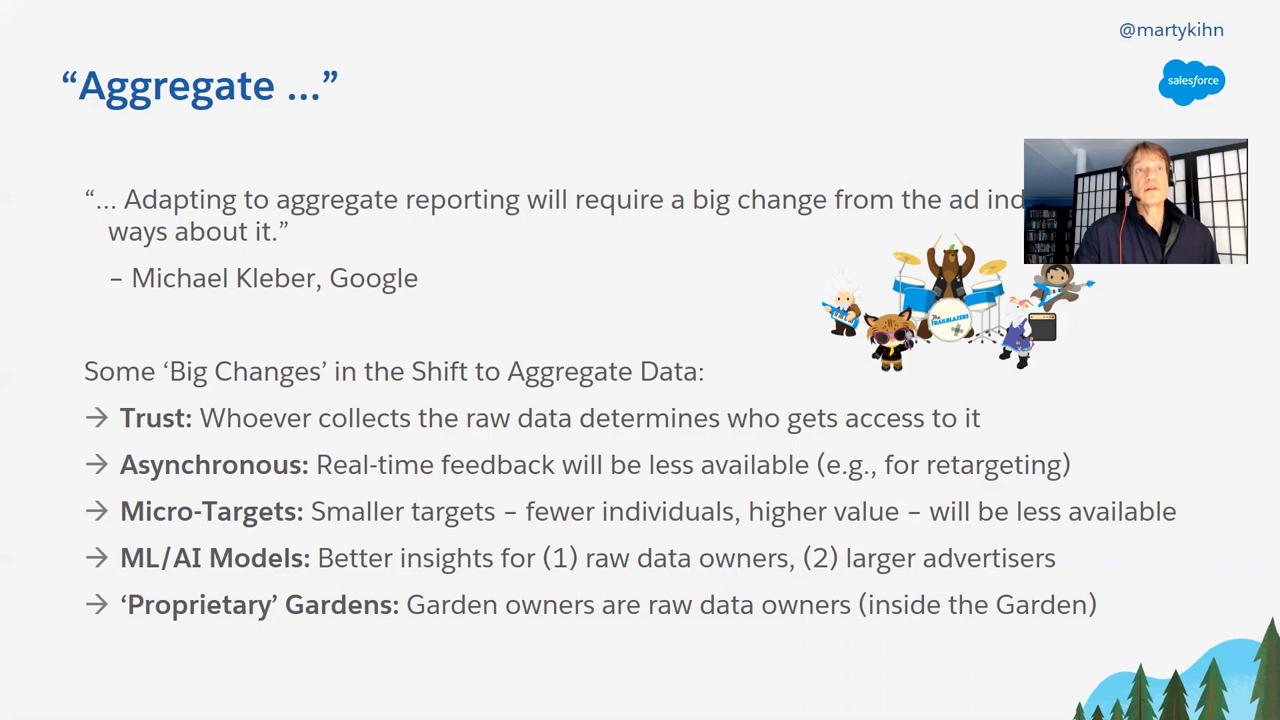 @martykihn
“Aggregate ...”
salesforce
“... Adapting to aggregate reporting will require a big change from the ad
ways about it.”
– Michael Kleber, Google
The
TRAILBLAZERS
Some ‘Big Changes’ in the Shift to Aggregate Data:
→ Trust: Whoever collects the raw data determines who gets access to it
→ Asynchronous: Real-time feedback will be less available (e.g., for retargeting)
→ Micro-Targets: Smaller targets – fewer individuals, higher value – will be less available
→ ML/AI Models: Better insights for (1) raw data owners, (2) larger advertisers
→ ‘Proprietary’ Gardens: Garden owners are raw data owners (inside the Garden)